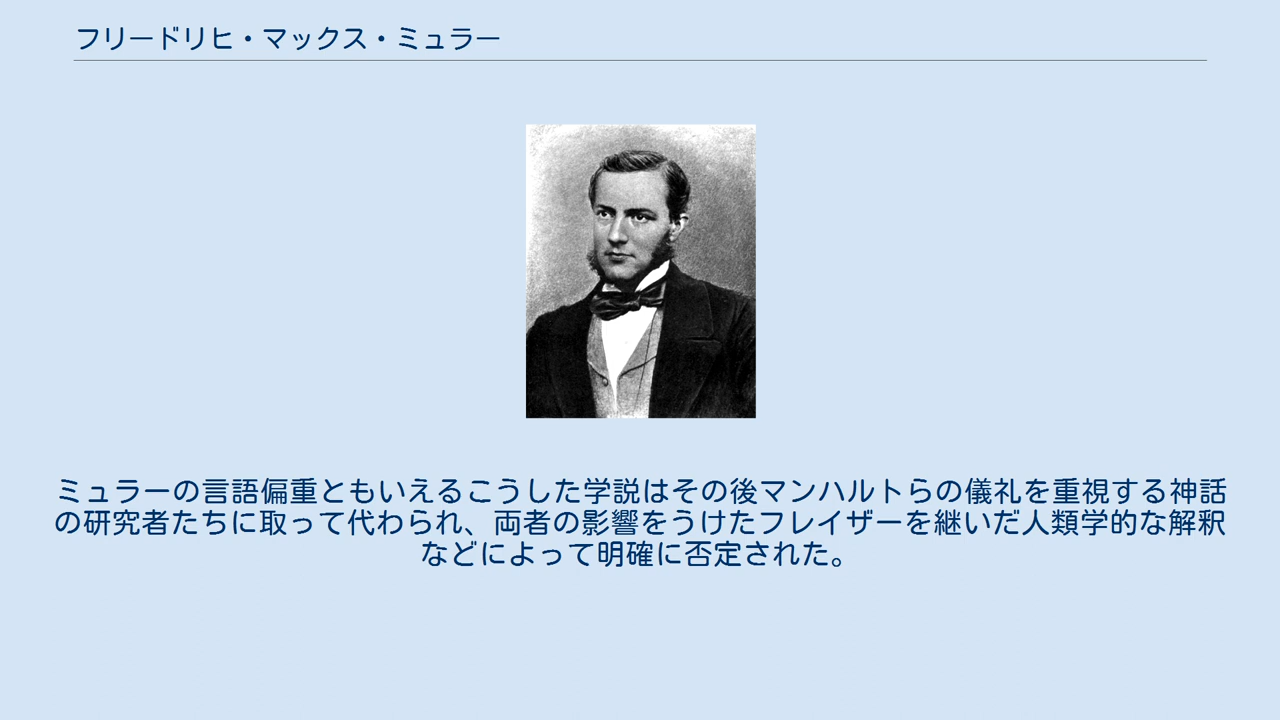 フリードリヒ・マックス・ミュラー
ミュラーの言語偏重ともいえるこうした学説はその後マンハルトらの儀礼を重視する神話
の研究者たちに取って代わられ、両者の影響をうけたフレイザーを継いだ人類学的な解釈
などによって明確に否定された。